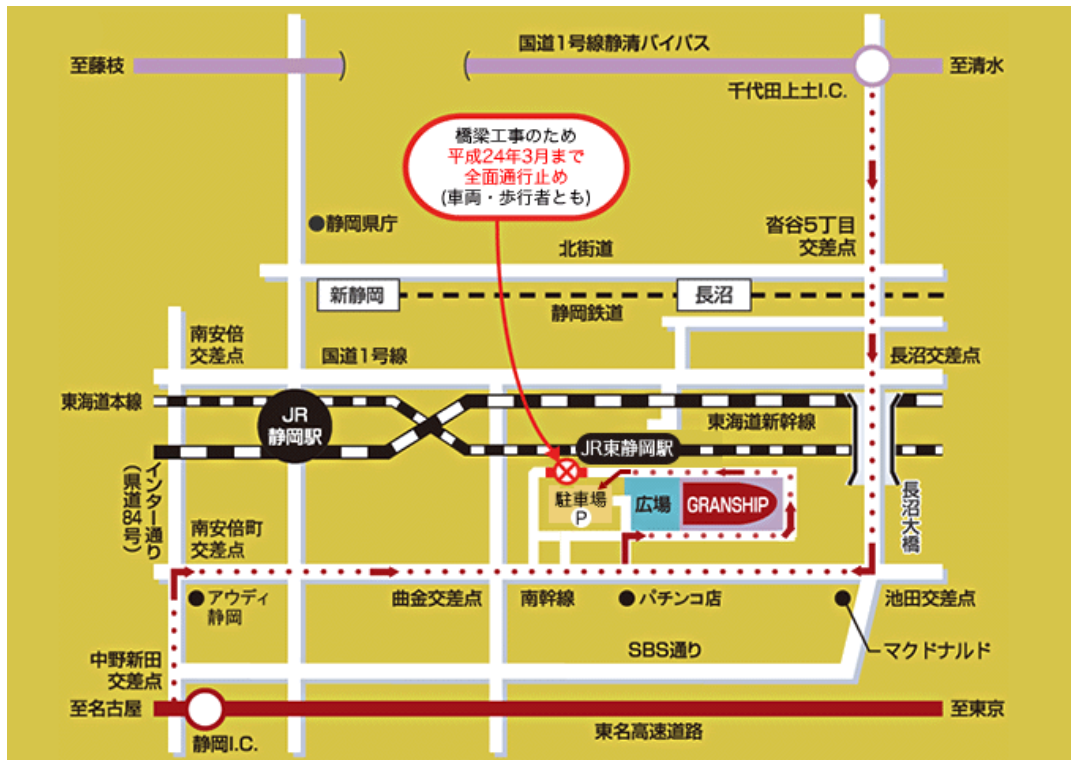 国道1号線静清バイパス
至藤枝
至清水
千代田上土I.C.
橋梁工事のため
平成24年3月まで
全面通行止め
(車両・歩行者とも)
静岡県庁
沓谷5丁目
交差点
北街道
新静岡
長沼
静岡鉄道
南安倍
交差点
国道1号線
長沼交差点
東海道本線
JR
静岡駅
東海道新幹線
JR東静岡駅
インター通り
（県道84号）
駐車場
P
広場
GRANSHIP
長沼大橋
南安倍町
交差点
アウディ
静岡
曲金交差点
南幹線
パチンコ店
池田交差点
中野新田
交差点
SBS通り
マクドナルド
至名古屋
至東京
東名高速道路
静岡I.C.